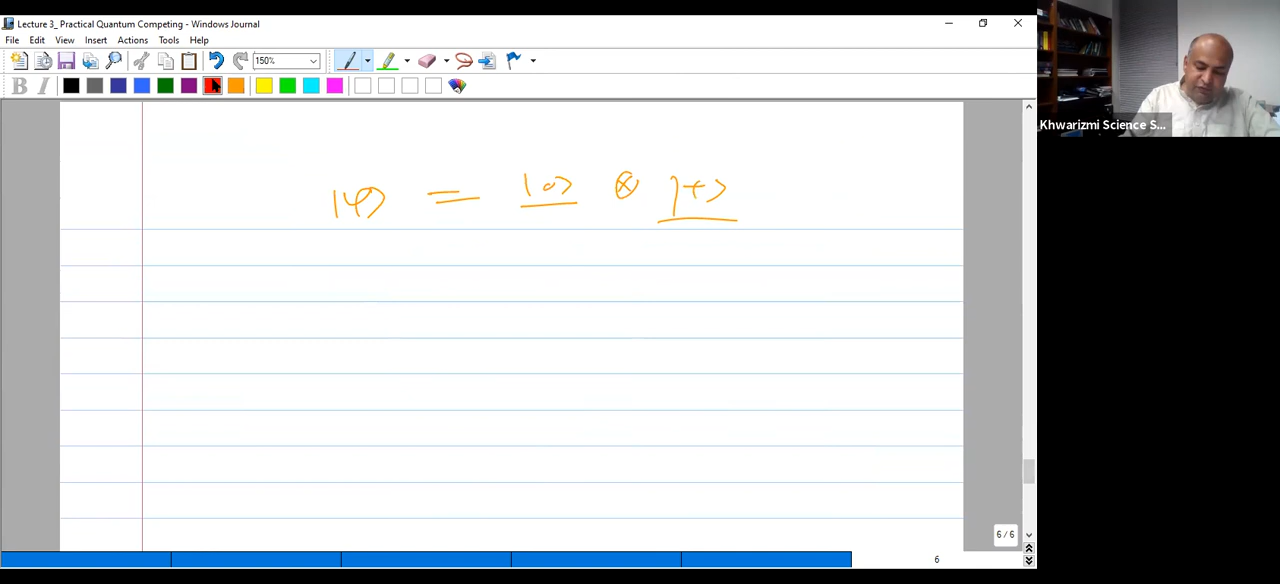 Lecture 3_ Practical Quantum Competing - Windows Journal
File Edit View Insert Actions Tools Help
150%
B I
Khwarizmi Science S...
|ψ⟩ = |0⟩ ⊗ |+⟩
6 / 6
6